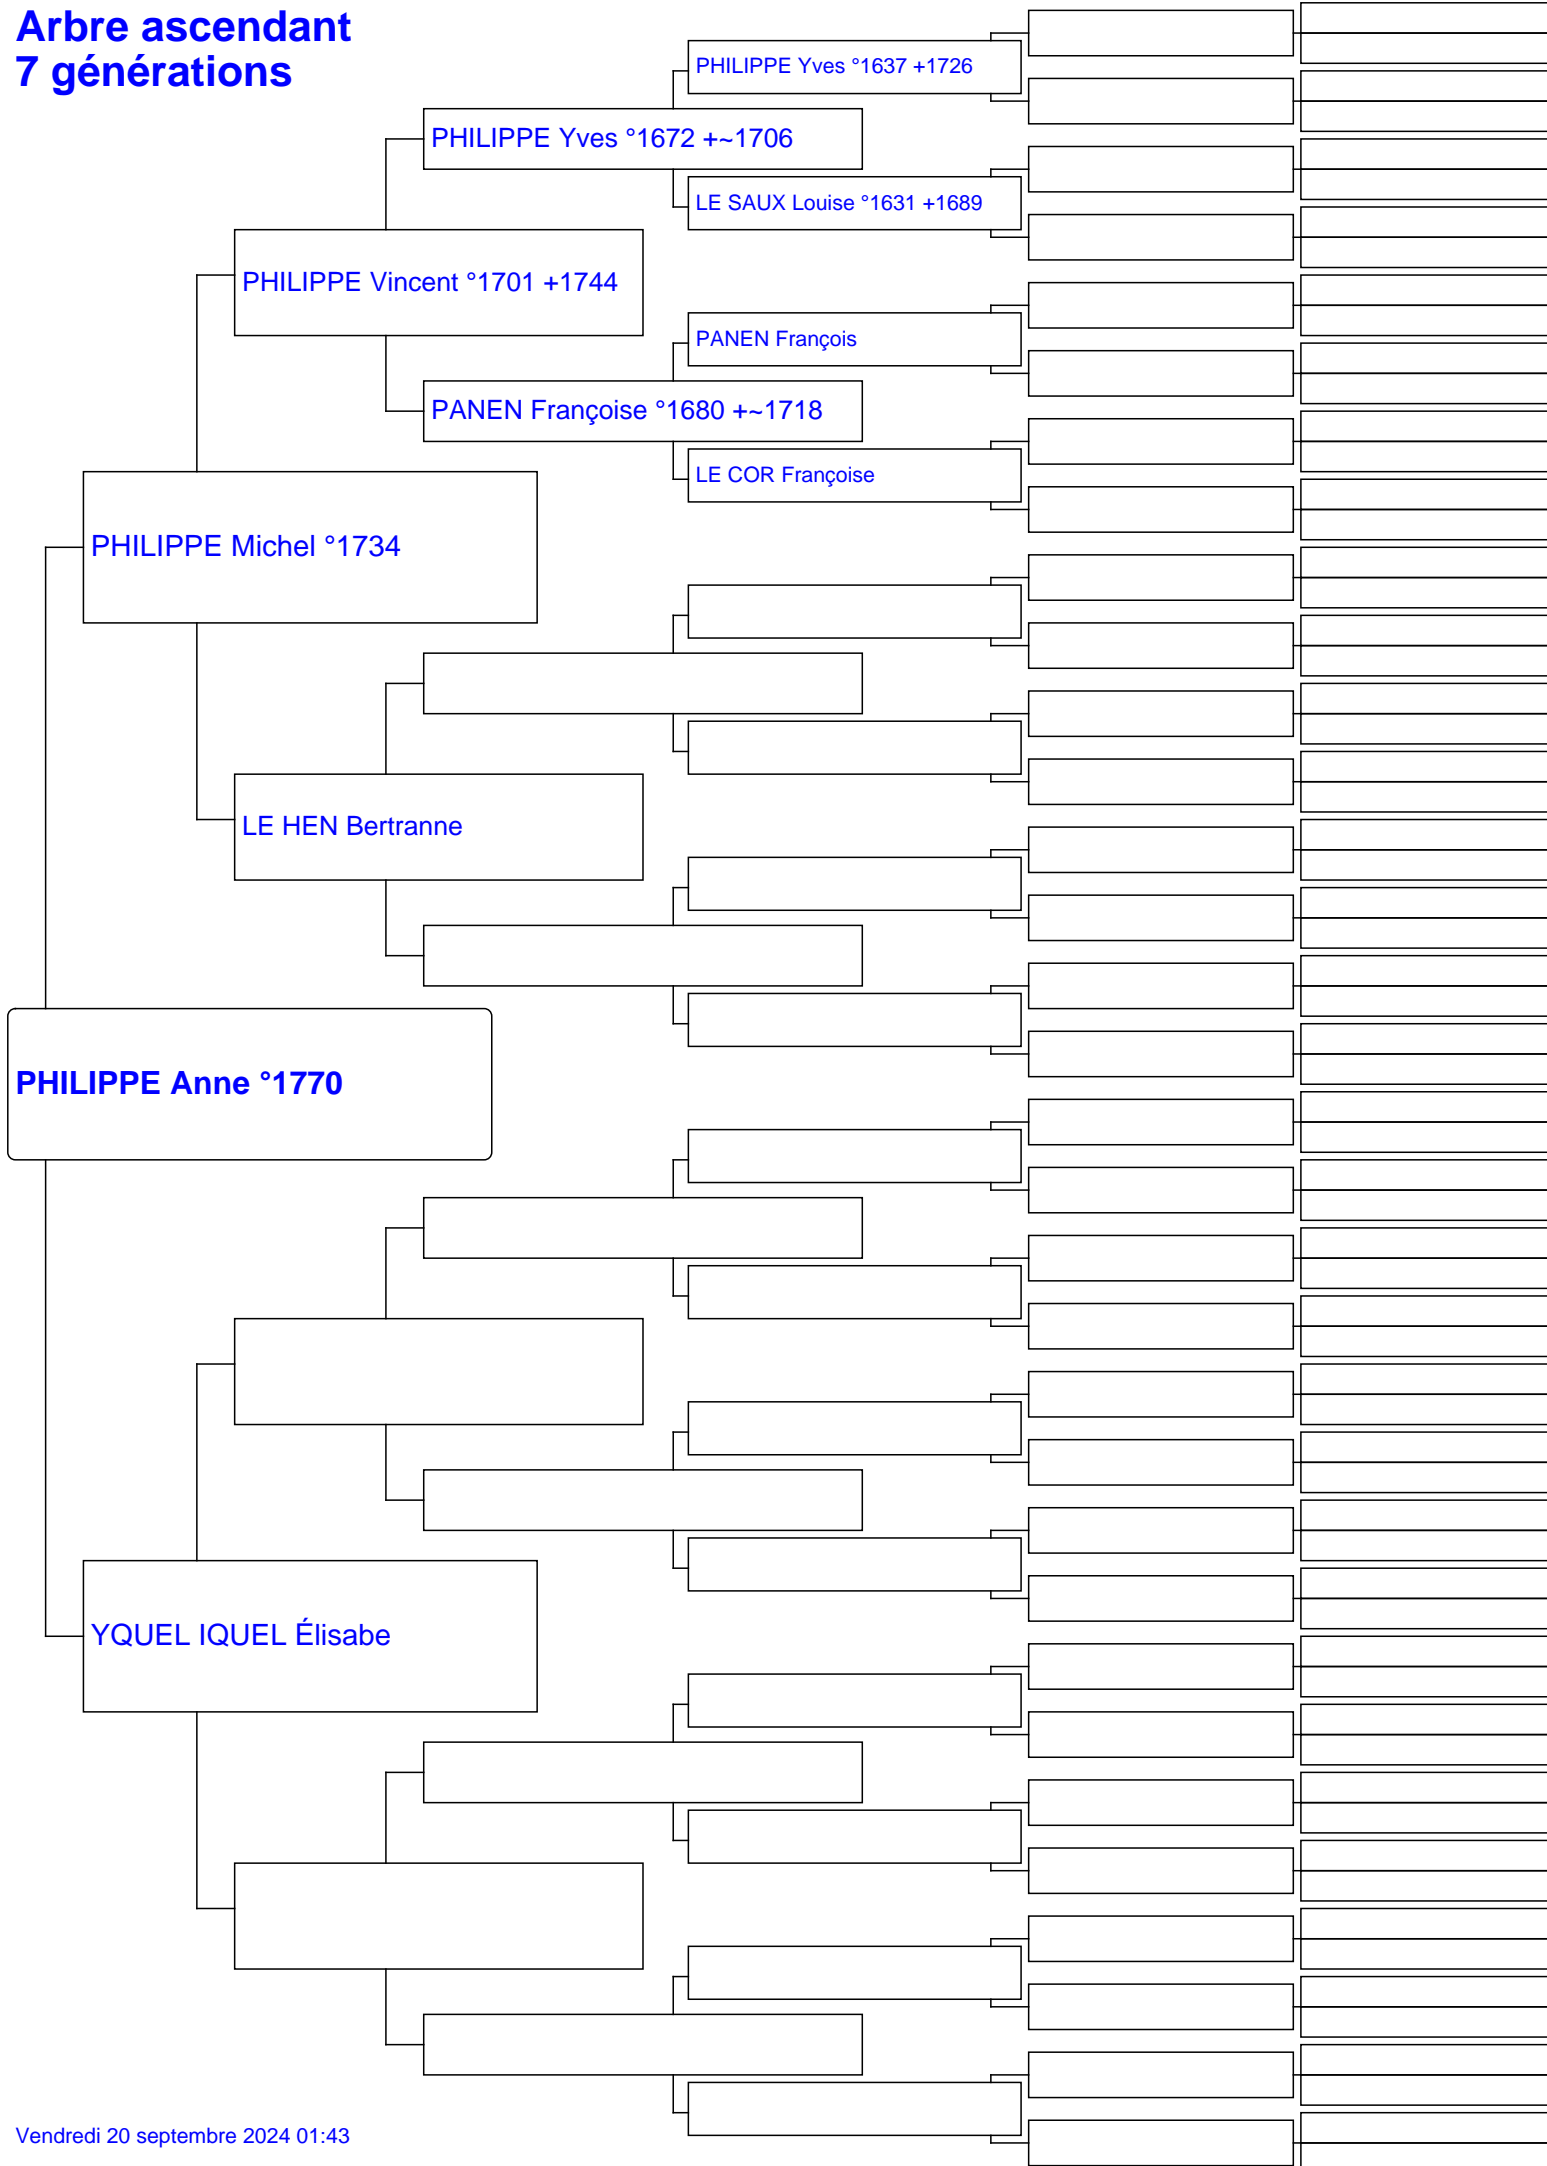 Arbre ascendant
7 générations
PHILIPPE Yves °1637 +1726
PHILIPPE Yves °1672 +~1706
LE SAUX Louise °1631 +1689
PHILIPPE Vincent °1701 +1744
PANEN François
PANEN Françoise °1680 +~1718
LE COR Françoise
PHILIPPE Michel °1734
LE HEN Bertranne
PHILIPPE Anne °1770
YQUEL IQUEL Élisabe
Vendredi 20 septembre 2024 01:43